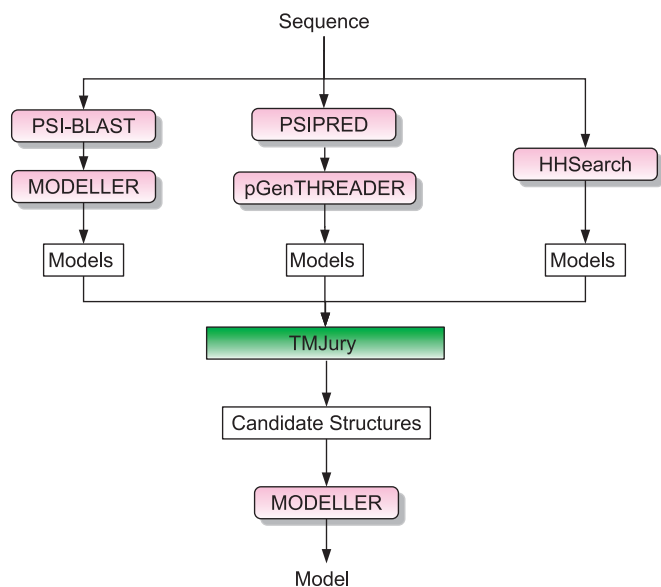 Sequence
PSI-BLAST
PSIPRED
HHSearch
MODELLER
pGenTHREADER
Models
Models
Models
TMJury
Candidate Structures
MODELLER
Model